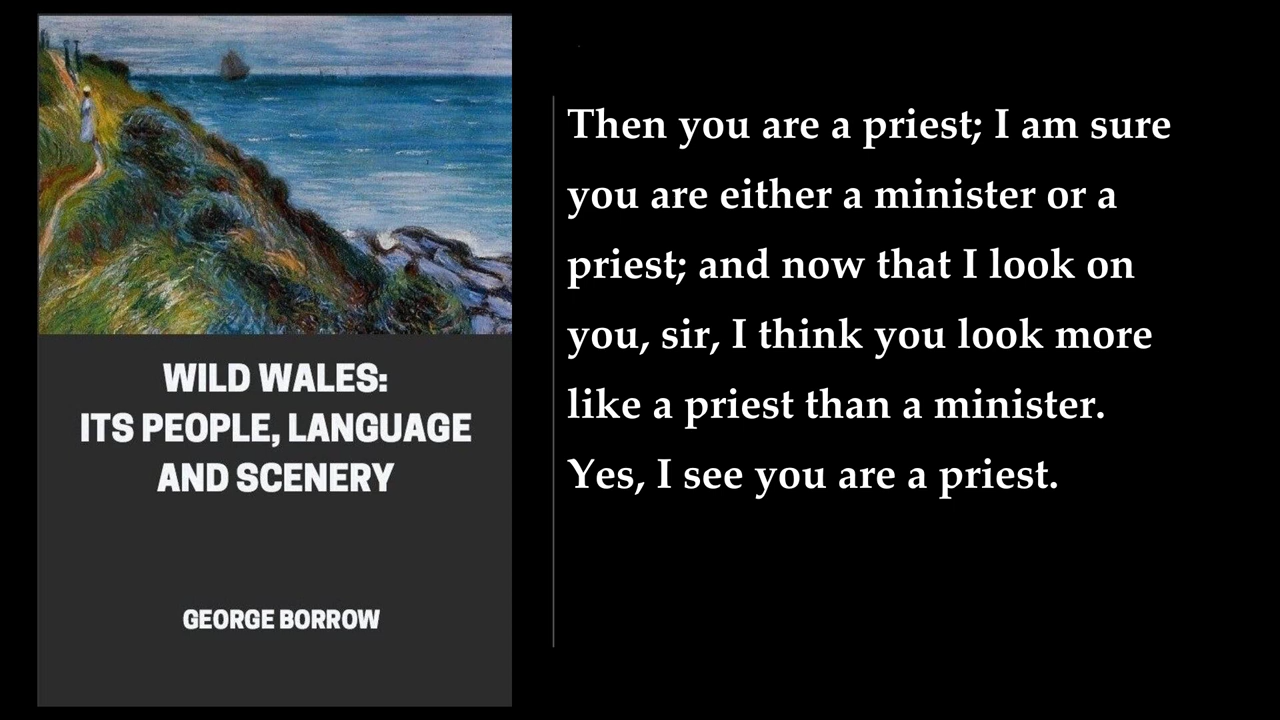 WILD WALES:
ITS PEOPLE, LANGUAGE
AND SCENERY
GEORGE BORROW
Then you are a priest; I am sure
you are either a minister or a
priest; and now that I look on
you, sir, I think you look more
like a priest than a minister.
Yes, I see you are a priest.